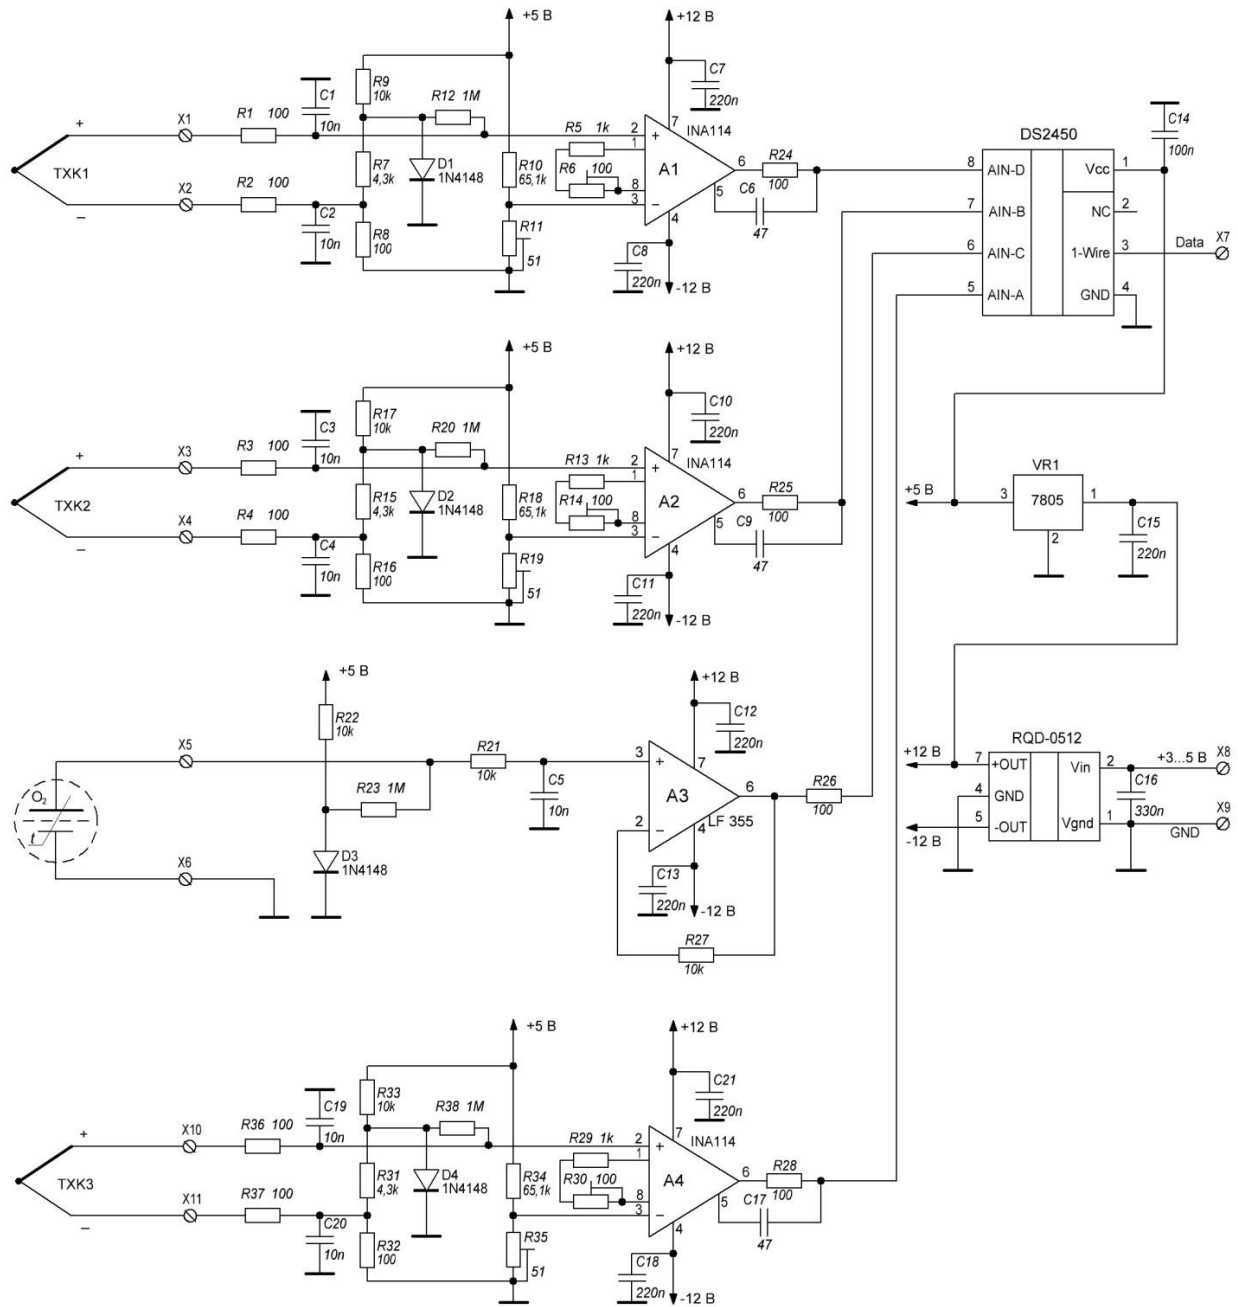 +5 В
+12 В
R9
10k
C7
220n
C1
10n
R12 1M
INA114
X1
R1 100
R5 1k
TXK1
+
–
X2
R2 100
R7
4,3k
D1
1N4148
R10
65,1k
R6 100
2 +
1
8
3 –
7
A1
6
5
4
R24
100
C6
47
C2
10n
R8
100
R11
51
C8
220n
-12 В
DS2450
C14
100n
8 AIN-D
Vcc 1
7 AIN-B
NC 2
6 AIN-C
1-Wire 3
Data
X7
5 AIN-A
GND 4
+5 В
+12 В
R17
10k
C10
220n
C3
10n
R20 1M
INA114
X3
R3 100
R13 1k
TXK2
+
–
X4
R4 100
R15
4,3k
D2
1N4148
R18
65,1k
R14 100
2 +
1
8
3 –
7
A2
6
5
4
R25
100
C9
47
C4
10n
R16
100
R19
51
C11
220n
-12 В
VR1
+5 В
3
7805
1
2
C15
220n
+5 В
+12 В
R22
10k
C12
220n
X5
R21
10k
R23 1M
C5
10n
O₂
t
3 +
2 –
7
A3
6
4
LF 355
R26
100
X6
D3
1N4148
C13
220n
-12 В
R27
10k
RQD-0512
+12 В
7 +OUT
Vin 2
+3...5 В
X8
4 GND
C16
330n
5 -OUT
Vgnd 1
-12 В
GND
X9
+5 В
+12 В
R33
10k
C21
220n
C19
10n
R38 1M
INA114
X10
R36 100
R29 1k
TXK3
+
–
X11
R37 100
R31
4,3k
D4
1N4148
R34
65,1k
R30 100
2 +
1
8
3 –
7
A4
6
5
4
R28
100
C17
47
C20
10n
R32
100
R35
51
C18
220n
-12 В